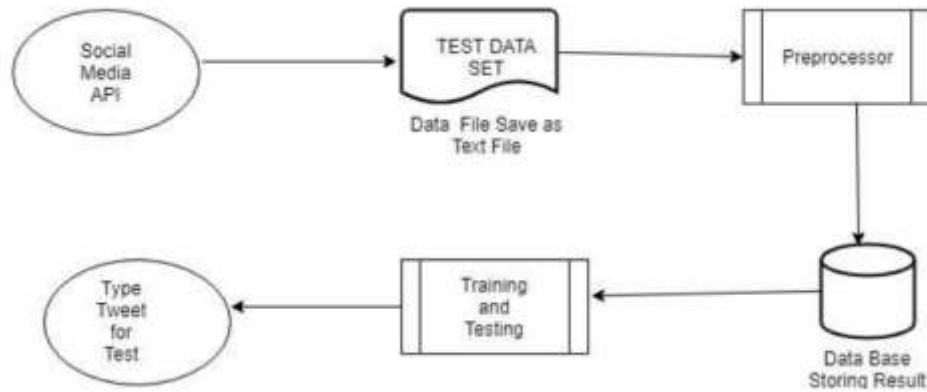 Social
Media
API
TEST DATA
SET
Data File Save as
Text File
Preprocessor
Type
Tweet
for
Test
Training
and
Testing
Data Base
Storing Result